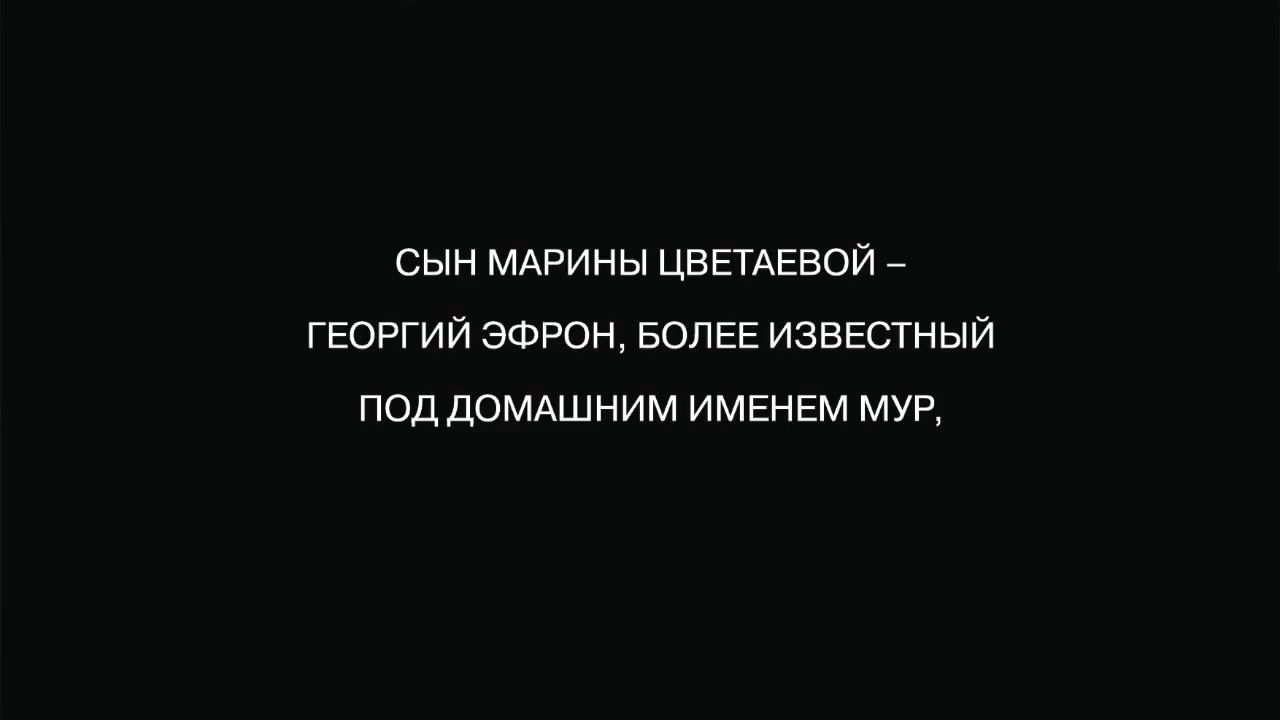 СЫН МАРИНЫ ЦВЕТАЕВОЙ –
ГЕОРГИЙ ЭФРОН, БОЛЕЕ ИЗВЕСТНЫЙ
ПОД ДОМАШНИМ ИМЕНЕМ МУР,